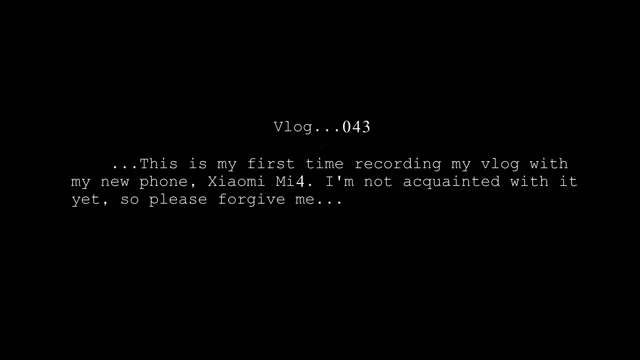 Vlog...043
...This is my first time recording my vlog with
my new phone, Xiaomi Mi4. I'm not acquainted with it
yet, so please forgive me...